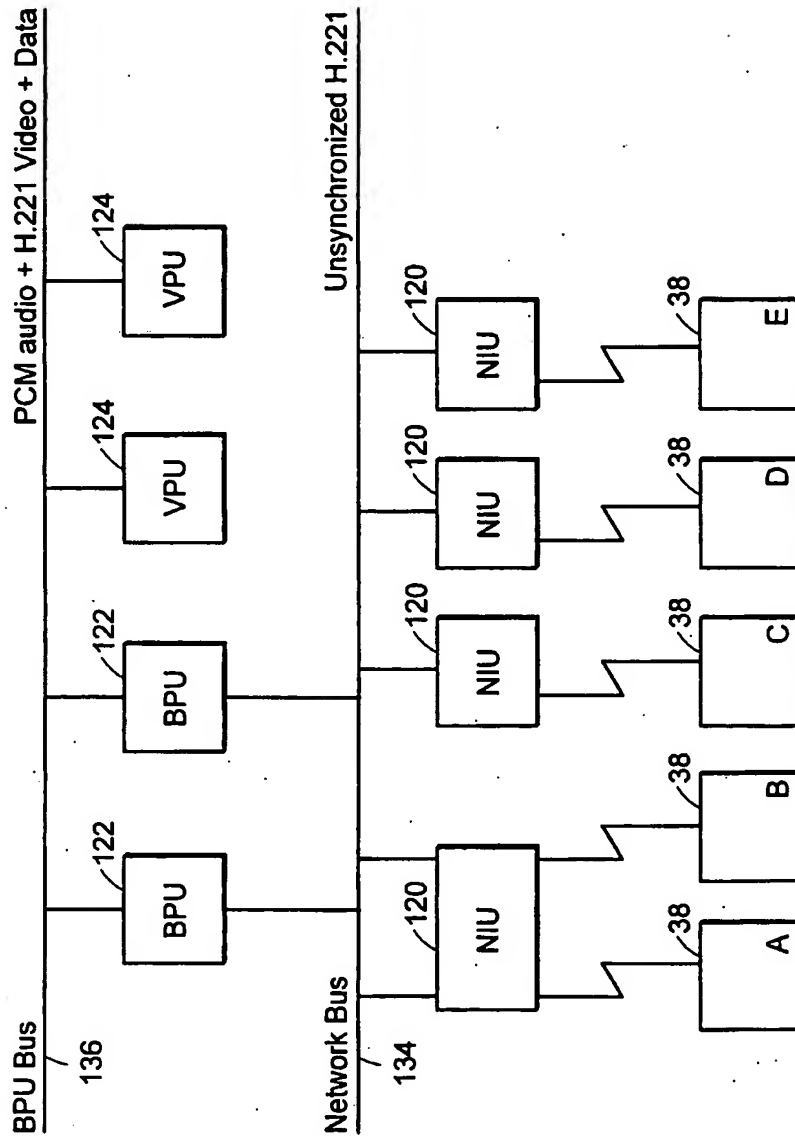 BPU Bus
PCM audio + H.221 Video + Data
136
122
122
124
124
BPU
BPU
VPU
VPU
Network Bus
Unsynchronized H.221
134
120
120
120
120
NIU
NIU
NIU
NIU
38
38
38
38
38
A
B
C
D
E